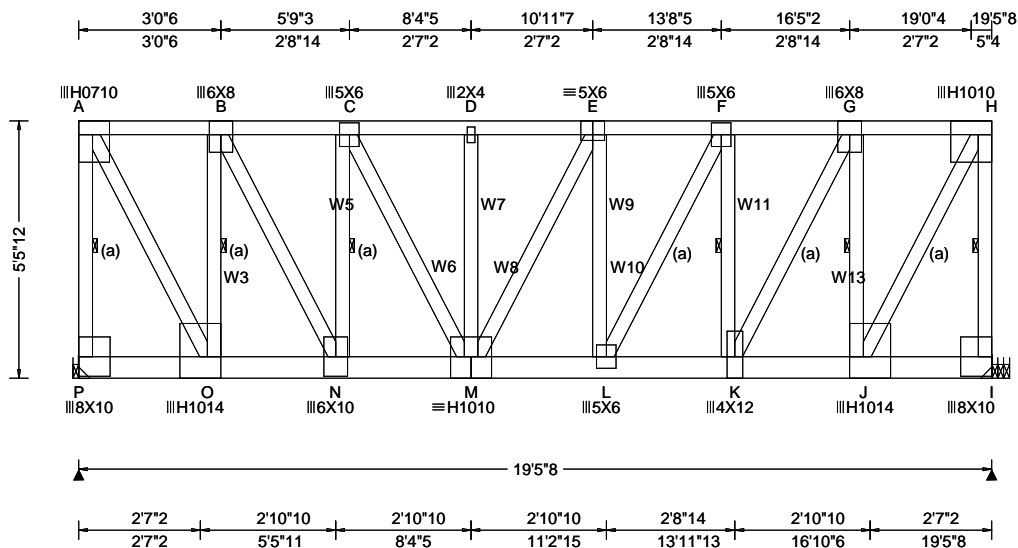 3'0"6 5'9"3 8'4"5 10'11"7 13'8"5 16'5"2 19'0"4 19'5"8
3'0"6 2'8"14 2'7"2 2'7"2 2'8"14 2'8"14 2'7"2 5"4
H0710 6X8 5X6 2X4 5X6 5X6 6X8 H1010
A B C D E F G H
W5 W7 W9 W11
5'5"12
(a) (a) (a) (a) (a) (a)
W3 W6 W8 W10 W13
P O N M L K J I
8X10 H1014 6X10 H1010 5X6 4X12 H1014 8X10
19'5"8
2'7"2 2'10"10 2'10"10 2'10"10 2'8"14 2'10"10 2'7"2
2'7"2 5'5"11 8'4"5 11'2"15 13'11"13 16'10"6 19'5"8